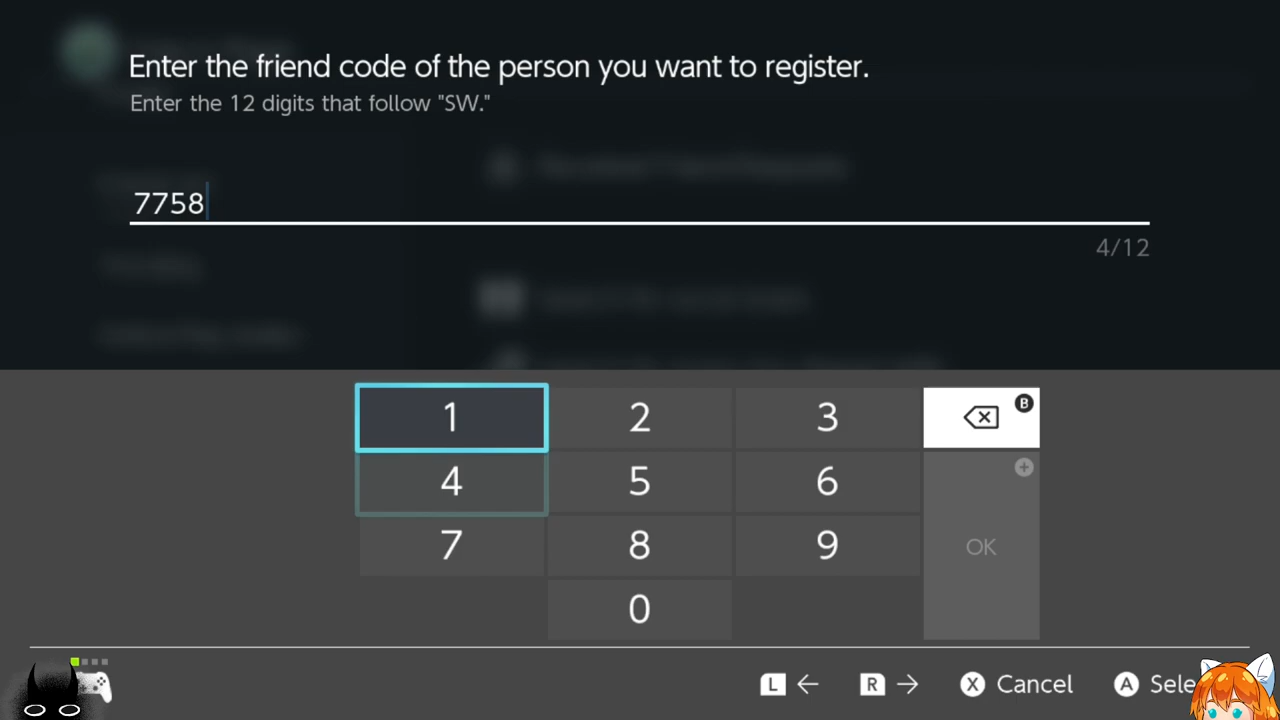 Enter the friend code of the person you want to register.
Enter the 12 digits that follow "SW."
7758
4/12
1 2 3 B
4 5 6 +
7 8 9 OK
0
L ← R → X Cancel A Sele